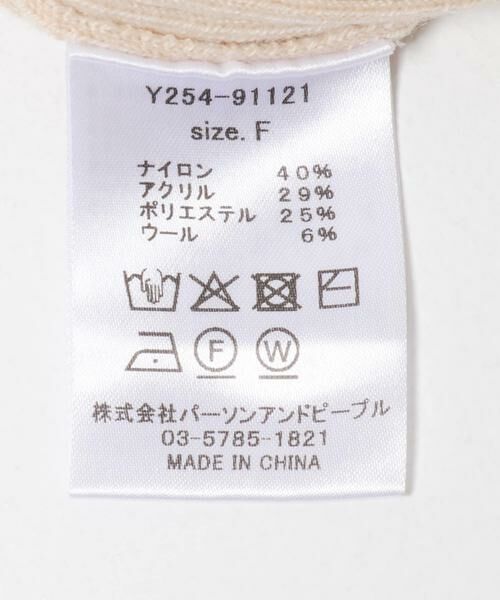 Y254-91121
size. F
ナイロン 40%
アクリル 29%
ポリエステル 25%
ウール 6%
F W
株式会社パーソンアンドピープル
03-5785-1821
MADE IN CHINA